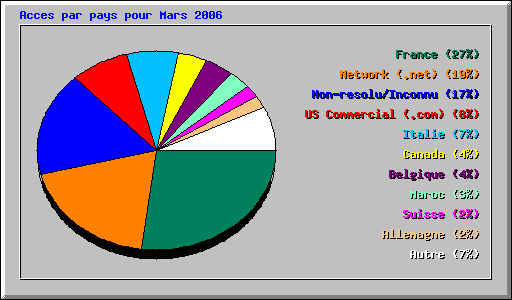 Acces par pays pour Mars 2006
France (27%)
Network (.net) (19%)
Non-resolu/Inconnu (17%)
US Commercial (.com) (8%)
Italie (7%)
Canada (4%)
Belgique (4%)
Maroc (3%)
Suisse (2%)
Allemagne (2%)
Autre (7%)